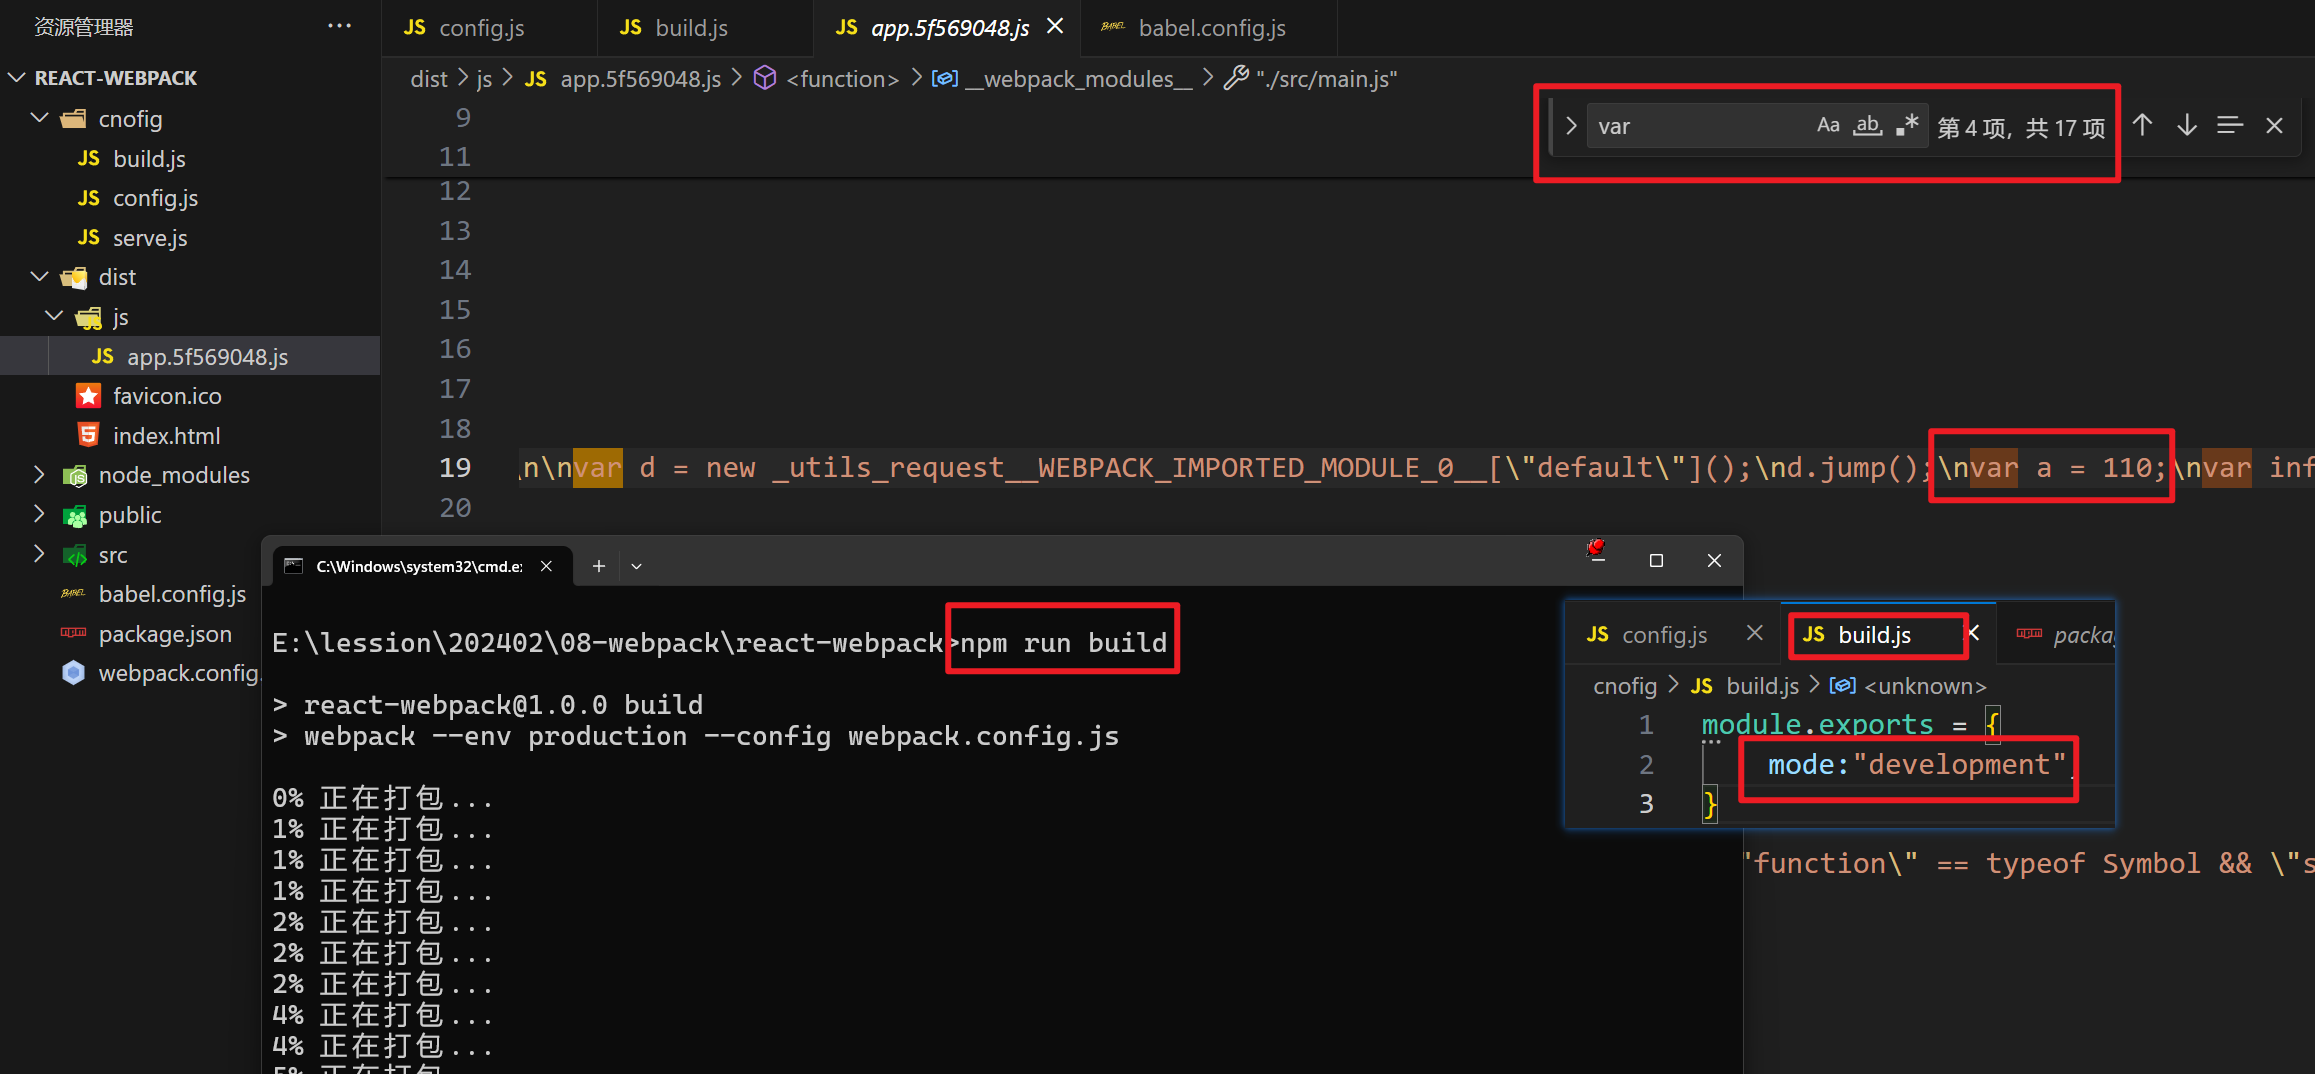 资源管理器 ···
REACT-WEBPACK
cnofig
build.js
config.js
serve.js
dist
js
app.5f569048.js
favicon.ico
index.html
node_modules
public
src
babel.config.js
package.json
webpack.config.
config.js
build.js
app.5f569048.js
babel.config.js
dist > js > JS app.5f569048.js > <function> > __webpack_modules__ > "./src/main.js"
var Aa ab .* 第 4 项，共 17 项
9
11
12
13
14
15
16
17
18
19 \n\nvar d = new _utils_request__WEBPACK_IMPORTED_MODULE_0__[\"default\"]();\nd.jump();\nvar a = 110;\nvar inf
20
C:\Windows\system32\cmd.e
E:\lession\202402\08-webpack\react-webpack>npm run build
> react-webpack@1.0.0 build
> webpack --env production --config webpack.config.js
0% 正在打包...
1% 正在打包...
1% 正在打包...
1% 正在打包...
2% 正在打包...
2% 正在打包...
2% 正在打包...
4% 正在打包...
4% 正在打包...
5% 正在打包
JS config.js
JS build.js
packa
cnofig > JS build.js > <unknown>
1 module.exports = {
2 mode:"development"
3 }
"function\" == typeof Symbol && \"s